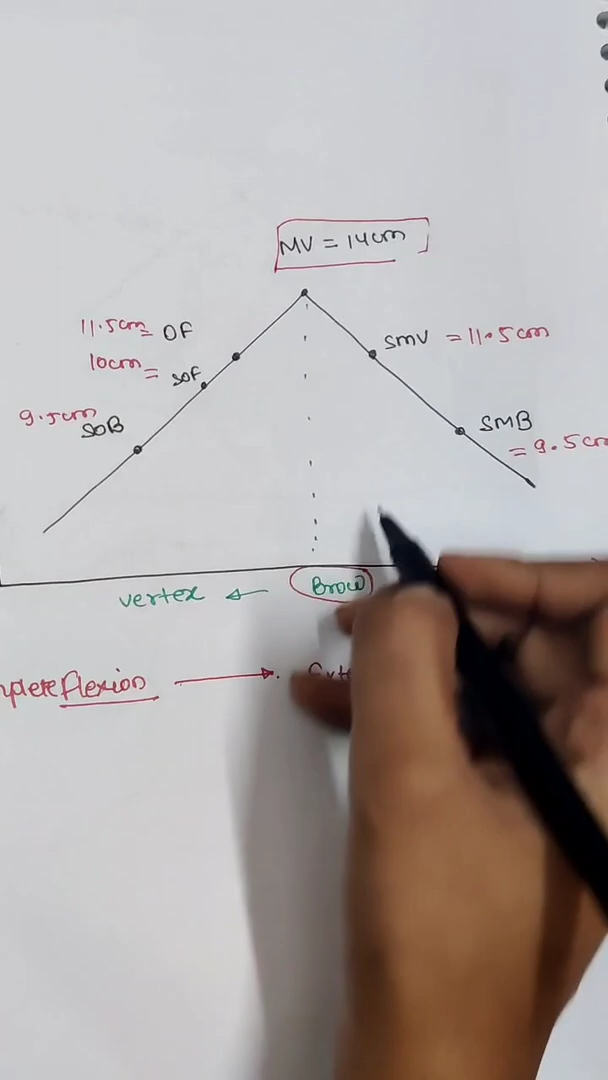 MV = 14cm
11.5cm = OF
SMV = 11.5cm
10cm = SOF
9.5cm SOB
SMB = 9.5cm
vertex ← Brow
Flexion →